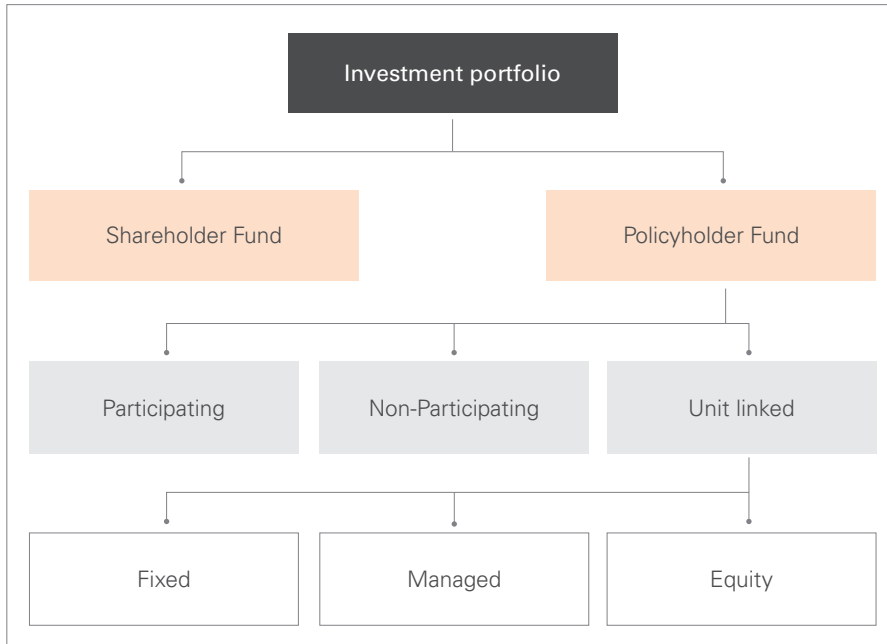 Investment portfolio
Shareholder Fund
Policyholder Fund
Participating
Non-Participating
Unit linked
Fixed
Managed
Equity